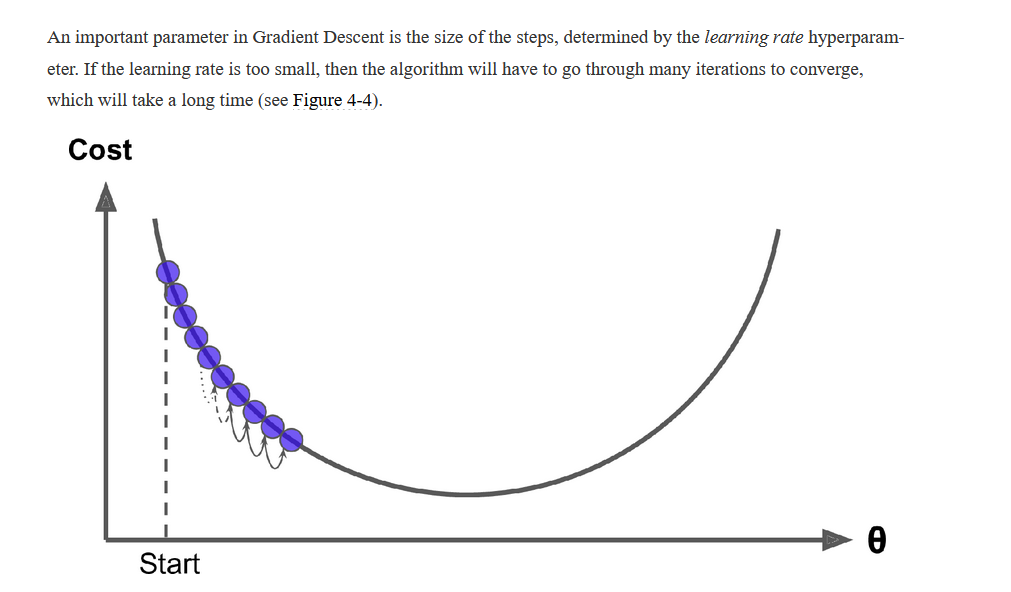 An important parameter in Gradient Descent is the size of the steps, determined by the learning rate hyperparam-
eter. If the learning rate is too small, then the algorithm will have to go through many iterations to converge,
which will take a long time (see Figure 4-4).
Cost
θ
Start